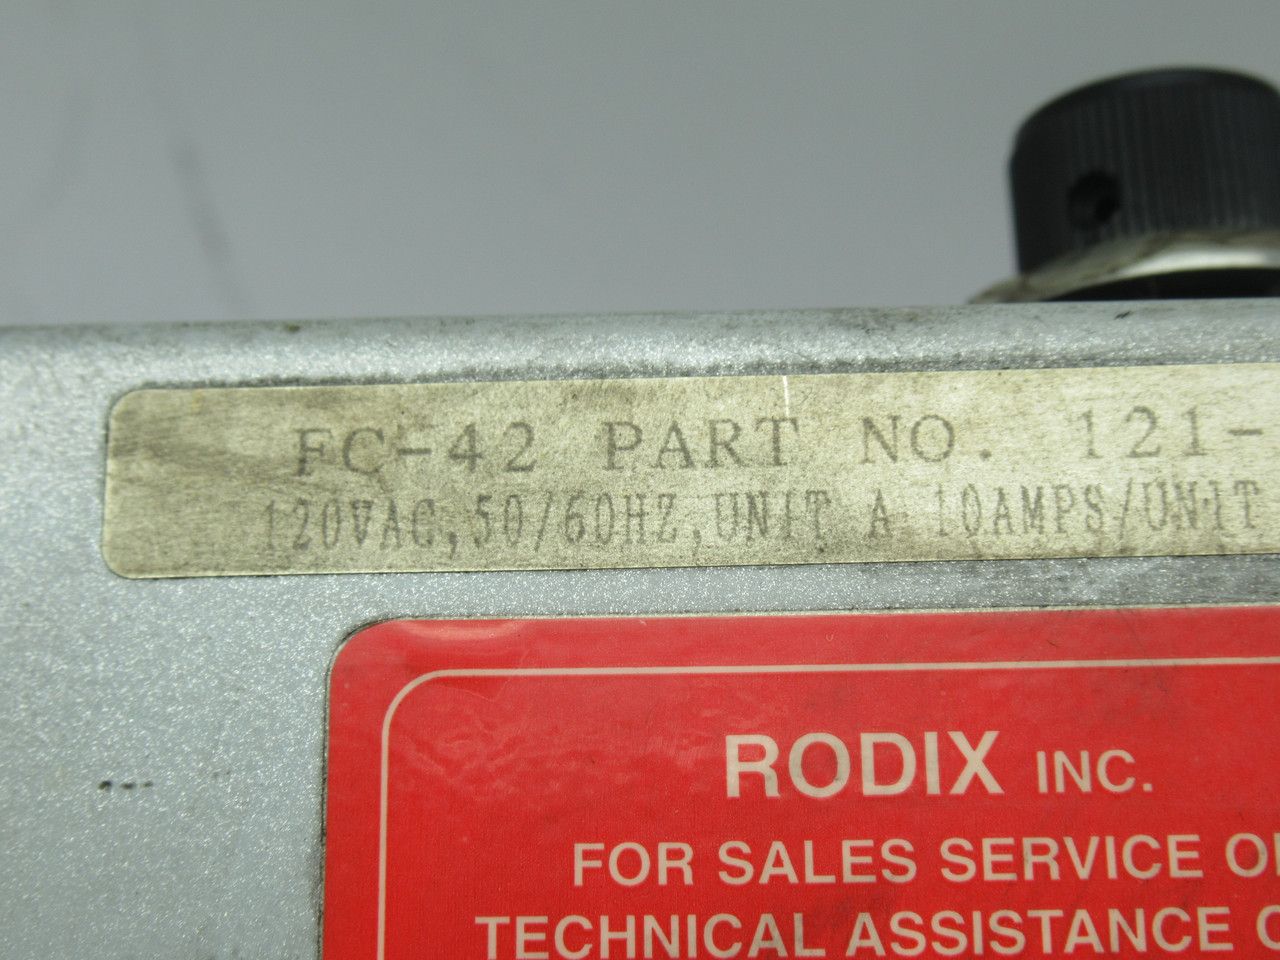 FC-42 PART NO. 121-
120VAC,50/60HZ,UNIT A 10AMPS/UNIT
RODIX INC.
FOR SALES SERVICE
TECHNICAL ASSISTANCE